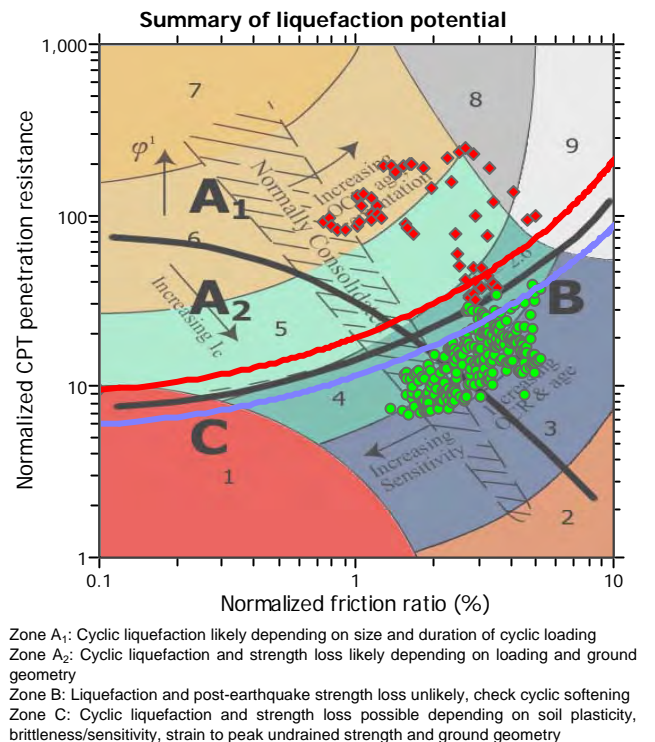 Summary of liquefaction potential
1,000
100
10
1
0.1
1
10
Normalized CPT penetration resistance
Normalized friction ratio (%)
7
8
9
φ¹
A₁
6
A₂
5
4
B
C
1
3
2
Normally Consolidated
Increasing
OCR, age,
cementation
Increasing Ic
2.6
Increasing
OCR & age
Increasing
Sensitivity
Zone A₁: Cyclic liquefaction likely depending on size and duration of cyclic loading
Zone A₂: Cyclic liquefaction and strength loss likely depending on loading and ground
geometry
Zone B: Liquefaction and post-earthquake strength loss unlikely, check cyclic softening
Zone C: Cyclic liquefaction and strength loss possible depending on soil plasticity,
brittleness/sensitivity, strain to peak undrained strength and ground geometry